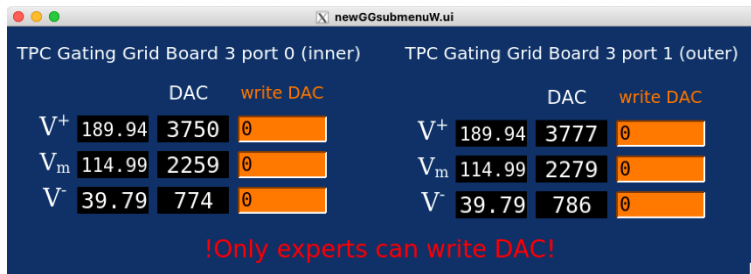 newGGsubmenuW.ui
TPC Gating Grid Board 3 port 0 (inner)
DAC write DAC
V+ 189.94 3750 0
Vm 114.99 2259 0
V- 39.79 774 0
TPC Gating Grid Board 3 port 1 (outer)
DAC write DAC
V+ 189.94 3777 0
Vm 114.99 2279 0
V- 39.79 786 0
!Only experts can write DAC!